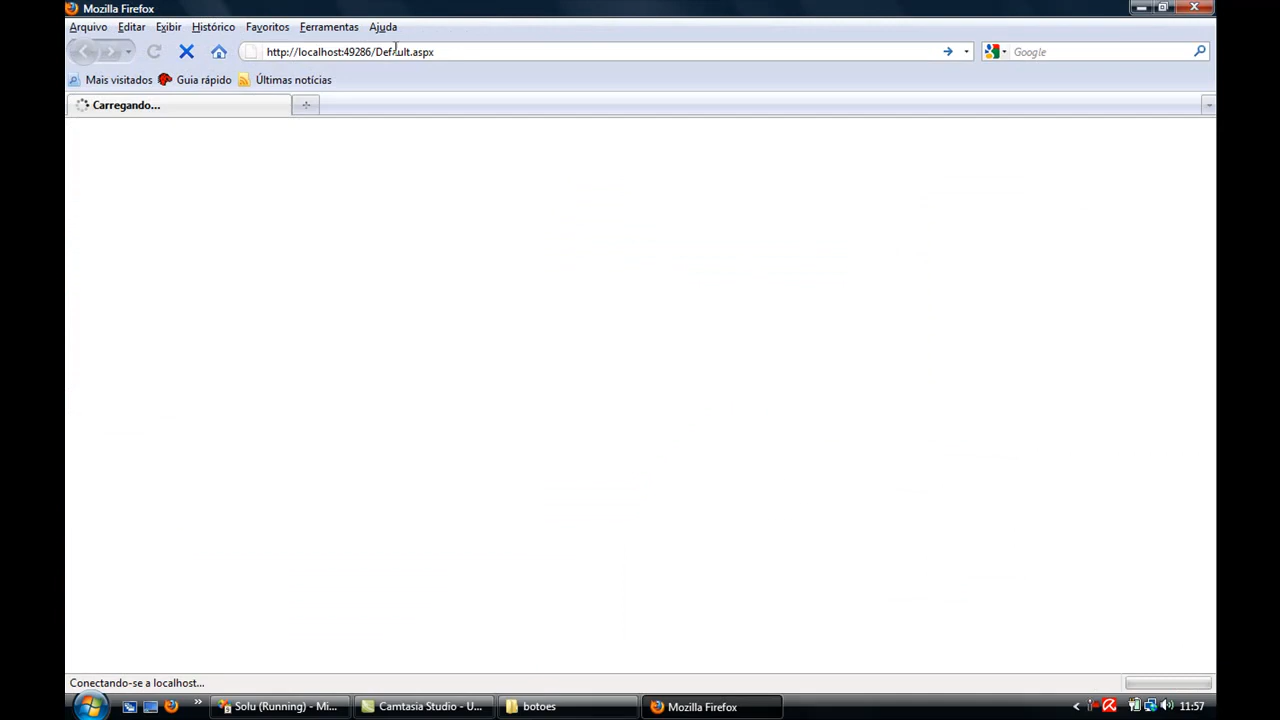 Mozilla Firefox
Arquivo Editar Exibir Histórico Favoritos Ferramentas Ajuda
http://localhost:49286/Default.aspx Google
Mais visitados Guia rápido Últimas notícias
Carregando...
Conectando-se a localhost...
Solu (Running) - Mi... Camtasia Studio - U... botoes Mozilla Firefox 11:57